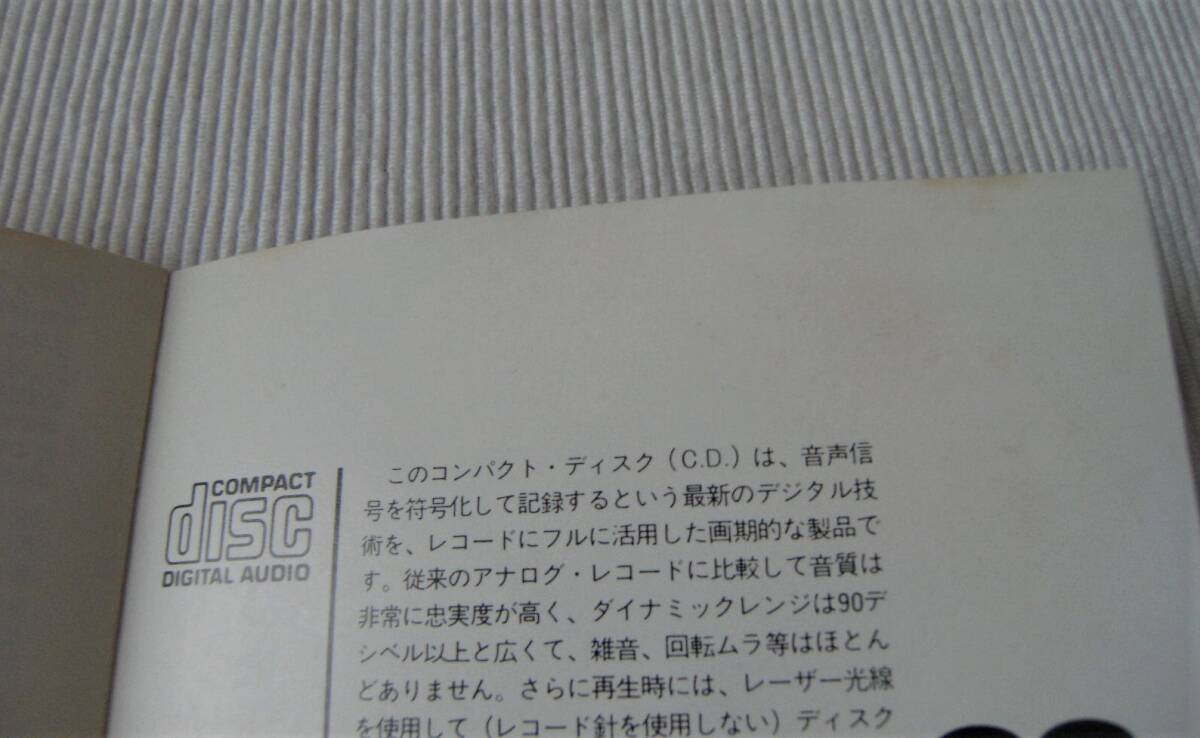 COMPACT
disc
DIGITAL AUDIO
このコンパクト・ディスク(C.D.)は、音声信
号を符号化して記録するという最新のデジタル技
術を、レコードにフルに活用した画期的な製品で
す。従来のアナログ・レコードに比較して音質は
非常に忠実度が高く、ダイナミックレンジは90デ
シベル以上と広くて、雑音、回転ムラ等はほとん
どありません。さらに再生時には、レーザー光線
を使用して(レコード針を使用しない)ディスク